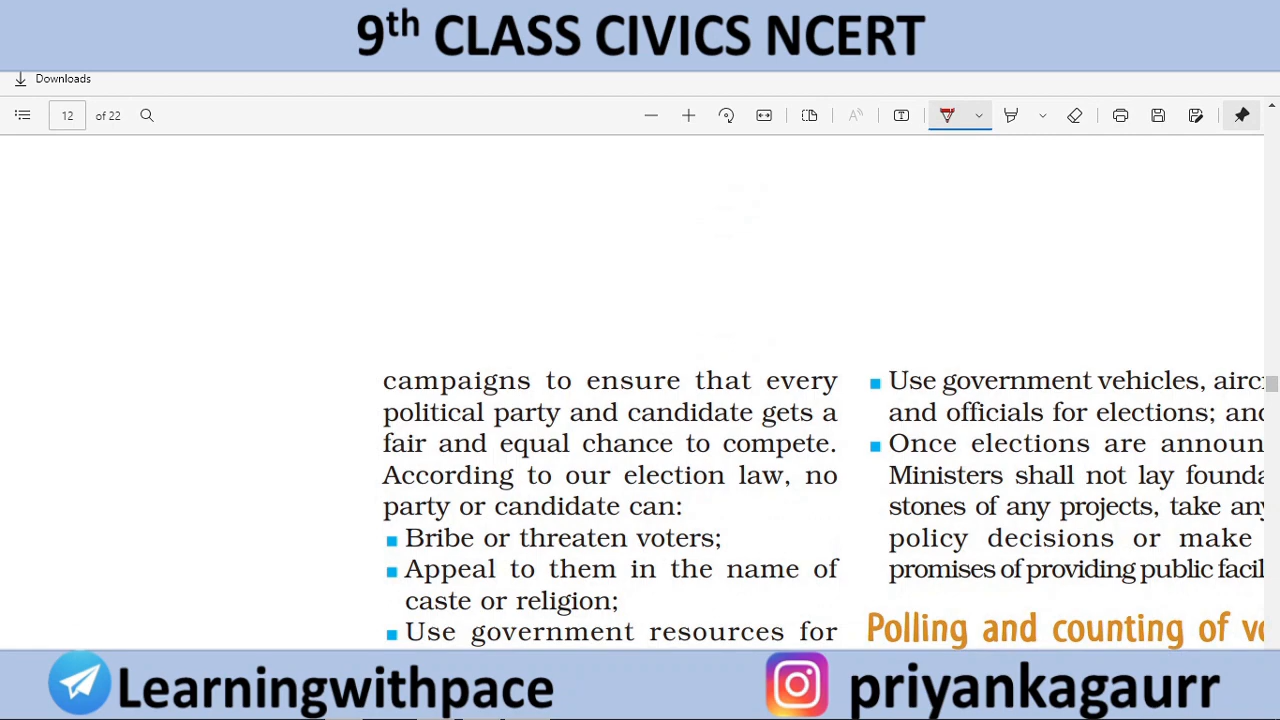 9th CLASS CIVICS NCERT
Downloads
12 of 22
campaigns to ensure that every
political party and candidate gets a
fair and equal chance to compete.
According to our election law, no
party or candidate can:
Bribe or threaten voters;
Appeal to them in the name of
caste or religion;
Use government resources for
Use government vehicles,
and officials for elections;
Once elections are
Ministers shall not lay
stones of any projects, take
policy decisions or make
promises of providing public
Polling and counting of
Learningwithpace
priyankagaurr